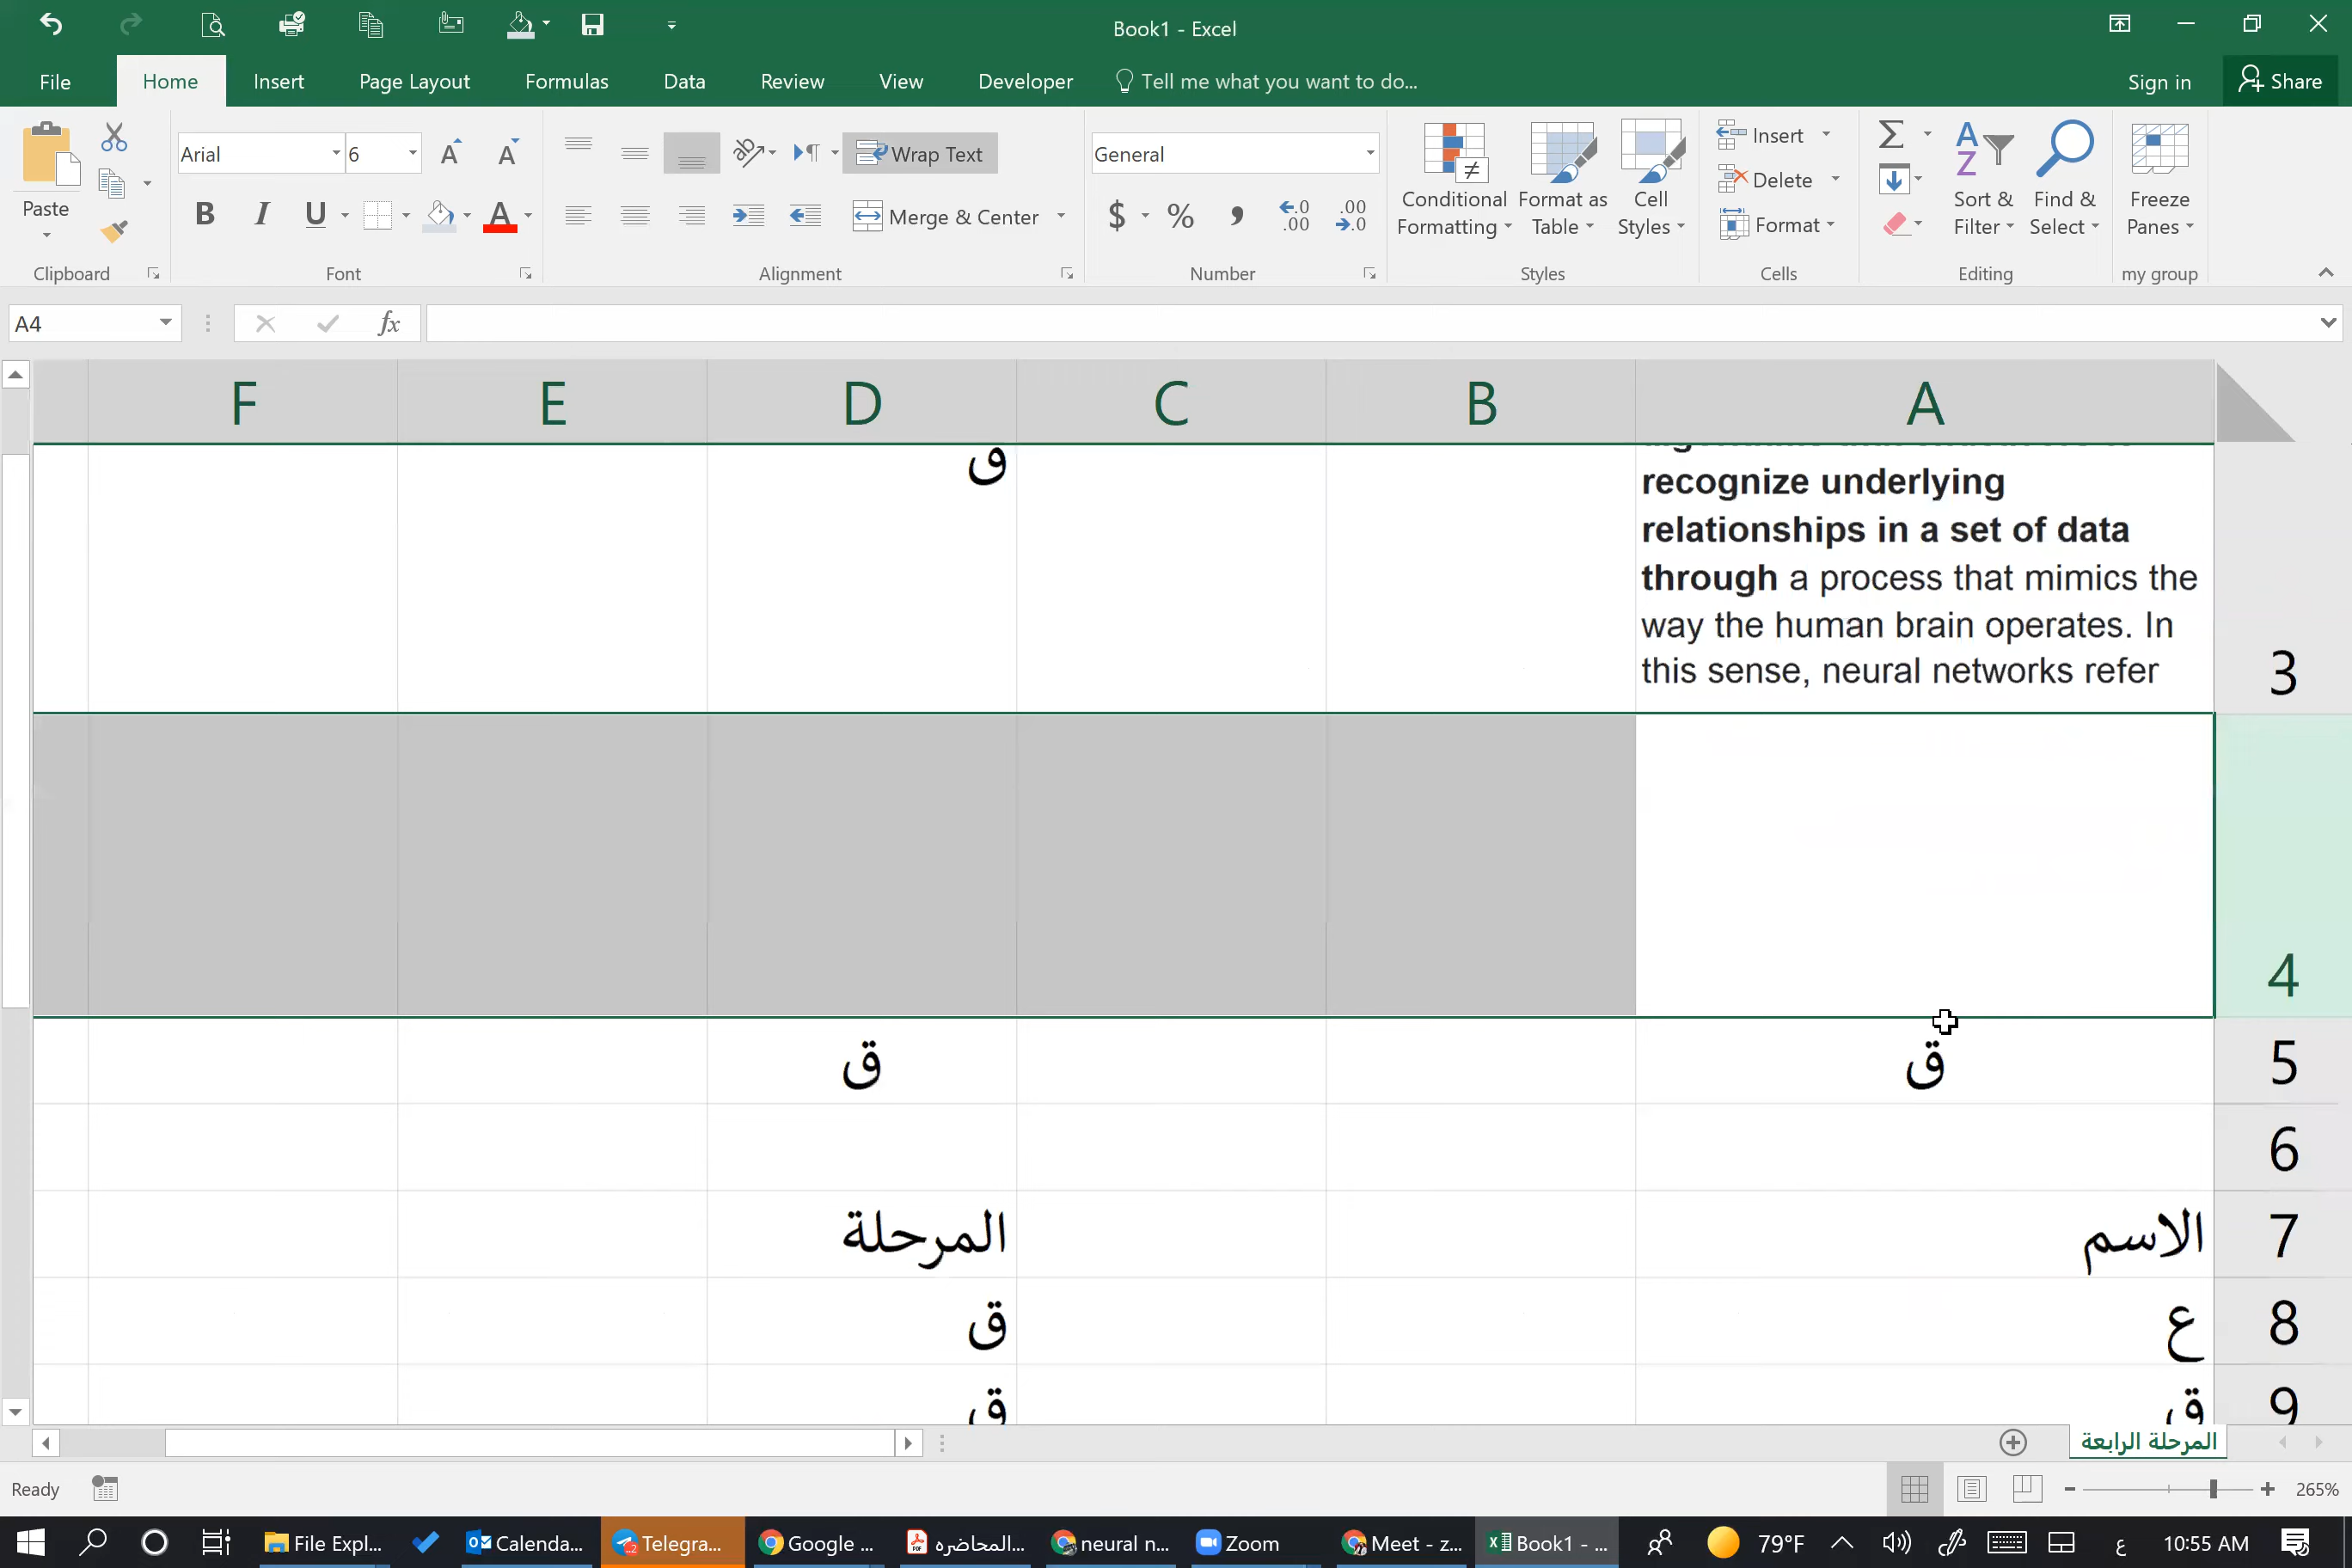 Book1 - Excel
File Home Insert Page Layout Formulas Data Review View Developer Tell me what you want to do... Sign in Share
Paste
Clipboard
Arial 6
B I U A
Font
Wrap Text
Merge & Center
Alignment
General
$ % ,
Number
Conditional Formatting
Format as Table
Cell Styles
Styles
Insert
Delete
Format
Cells
Sort & Filter
Find & Select
Editing
Freeze Panes
my group
A4 fx
F E D C B A
ق
recognize underlying
relationships in a set of data
through a process that mimics the
way the human brain operates. In
this sense, neural networks refer
3
4
ق ق 5
6
المرحلة الاسم 7
ق ع 8
ق ق 9
المرحلة الرابعة
Ready 265%
File Expl... Calenda... Telegra... Google ... المحاضره... neural n... Zoom Meet - z... Book1 - ... 79°F ع 10:55 AM